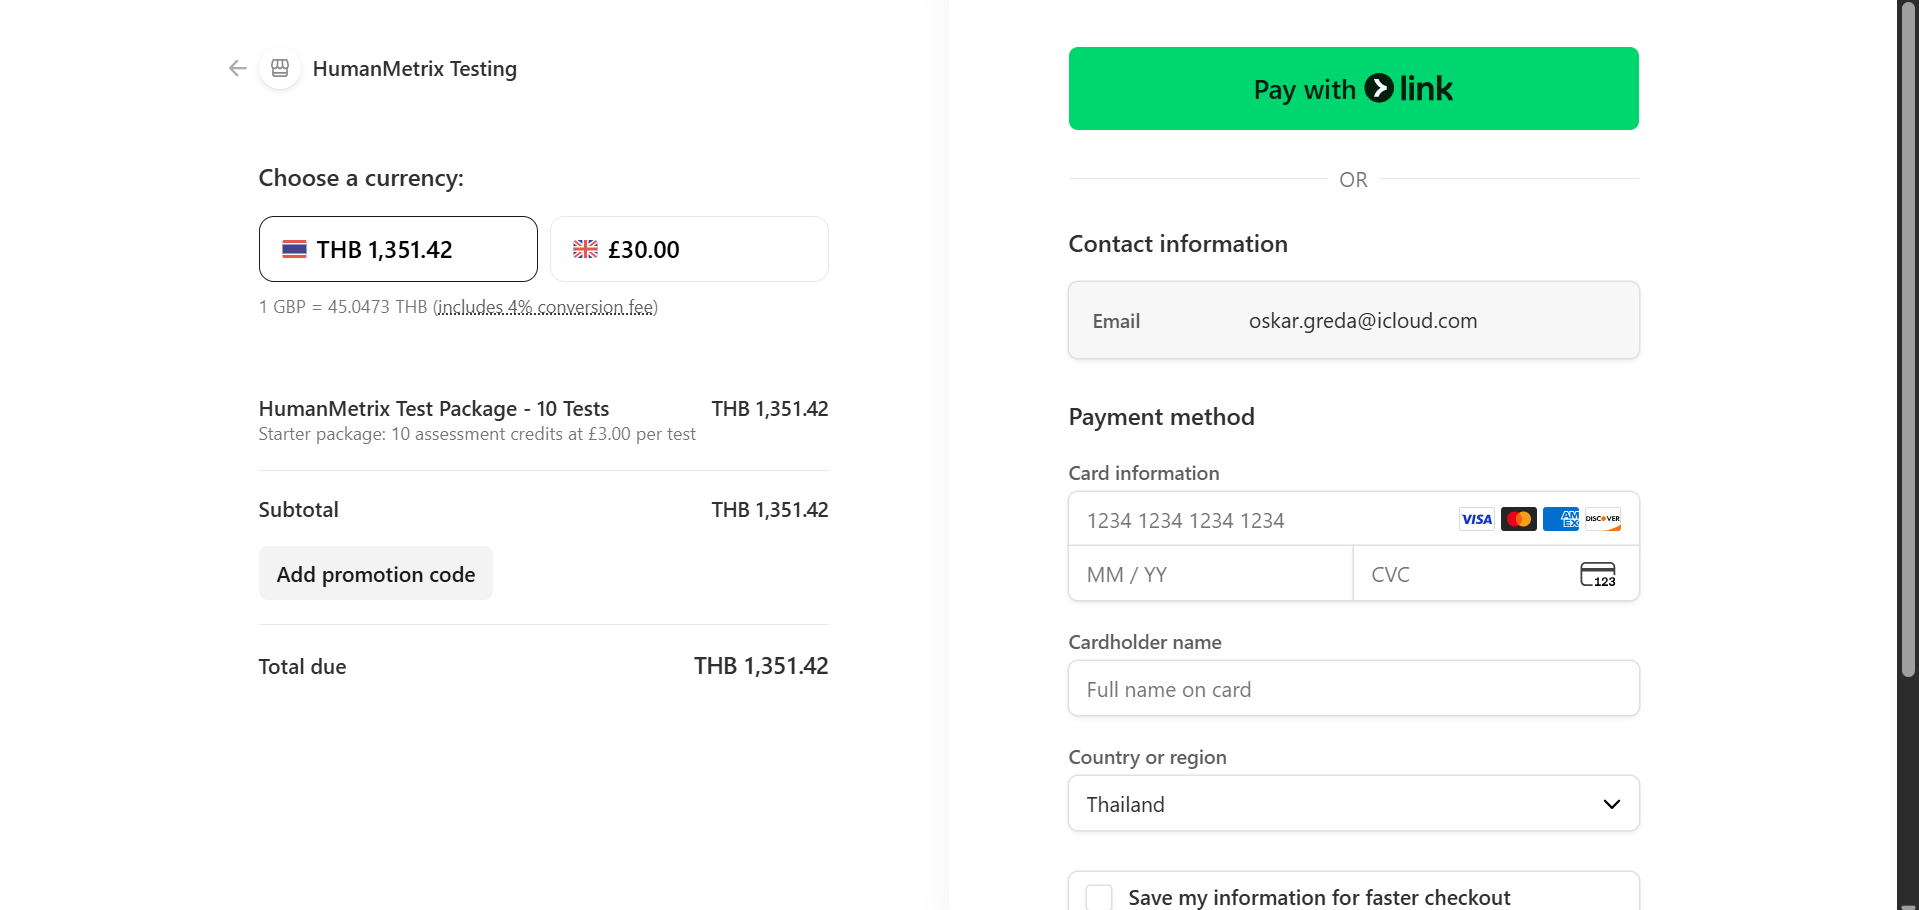 HumanMetrix Testing
Choose a currency:
THB 1,351.42
£30.00
1 GBP = 45.0473 THB (includes 4% conversion fee)
HumanMetrix Test Package - 10 Tests THB 1,351.42
Starter package: 10 assessment credits at £3.00 per test
Subtotal THB 1,351.42
Add promotion code
Total due THB 1,351.42
Pay with link
OR
Contact information
Email oskar.greda@icloud.com
Payment method
Card information
1234 1234 1234 1234 VISA AMEX DISCOVER
MM / YY CVC 123
Cardholder name
Full name on card
Country or region
Thailand
Save my information for faster checkout